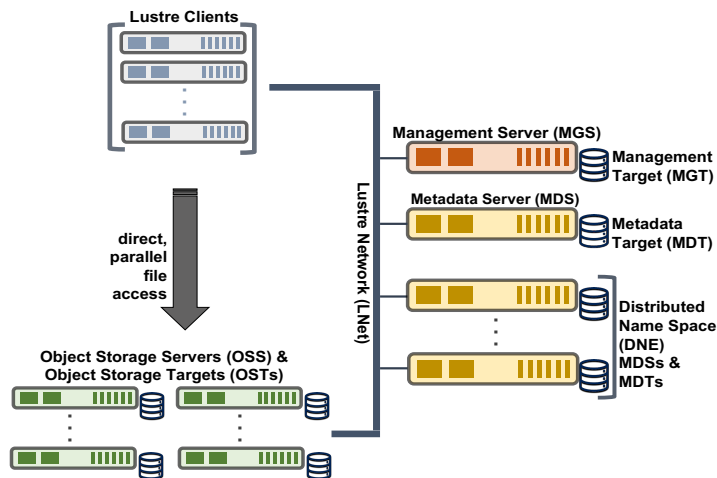 Lustre Clients
Management Server (MGS)
Management
Target (MGT)
Metadata Server (MDS)
Metadata
Target (MDT)
Lustre Network (LNet)
direct,
parallel
file
access
Distributed
Name Space
(DNE)
MDSs &
MDTs
Object Storage Servers (OSS) &
Object Storage Targets (OSTs)